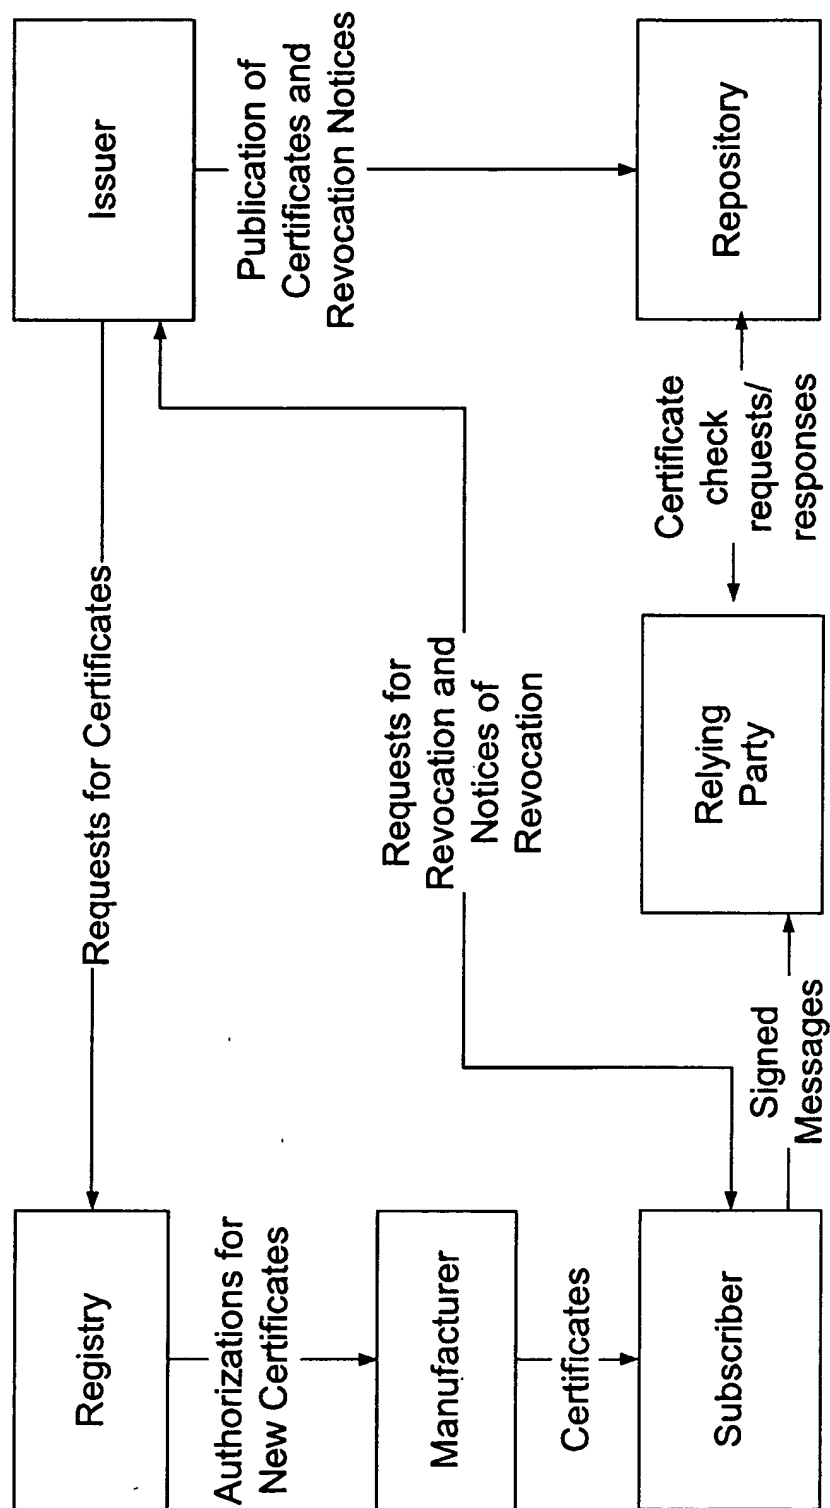 Registry
Requests for Certificates
Issuer
Authorizations for
New Certificates
Publication of
Certificates and
Revocation Notices
Manufacturer
Requests for
Revocation and
Notices of
Revocation
Certificates
Subscriber
Signed
Messages
Relying
Party
Certificate
check
requests/
responses
Repository